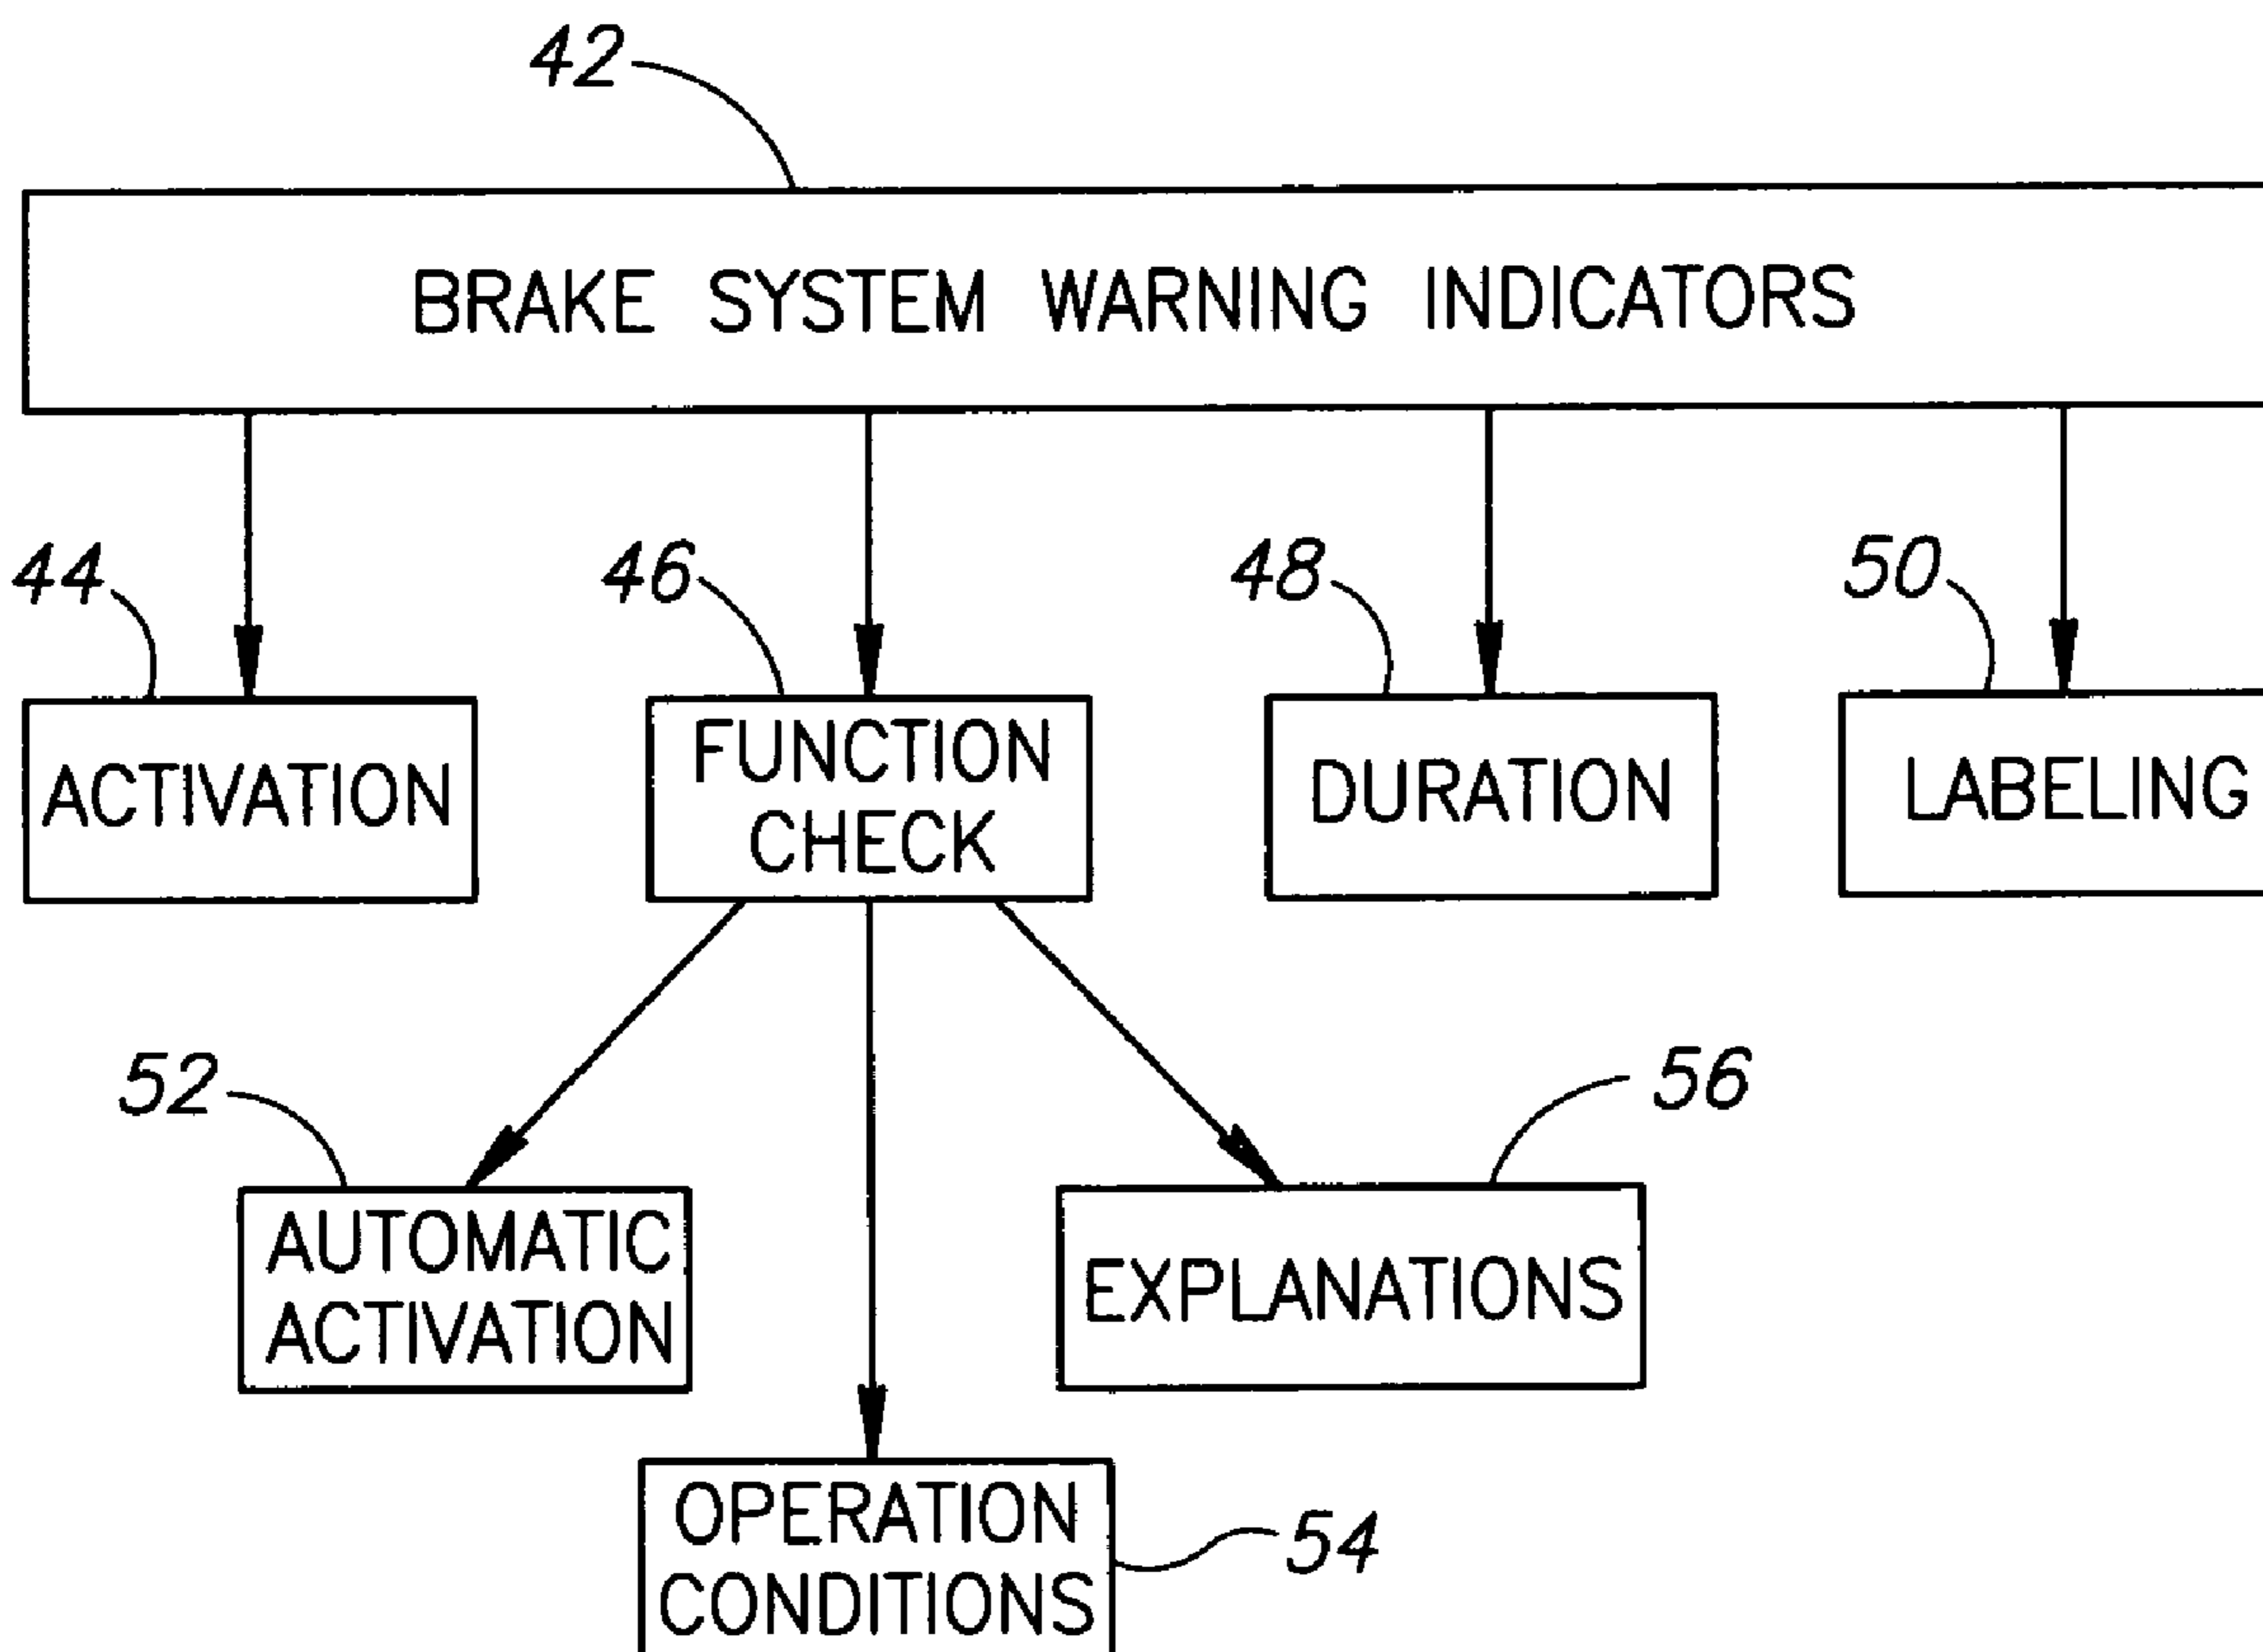 42
BRAKE SYSTEM WARNING INDICATORS
44
46
48
50
ACTIVATION
FUNCTION
CHECK
DURATION
LABELING
52
56
AUTOMATIC
ACTIVATION
EXPLANATIONS
OPERATION
CONDITIONS
54